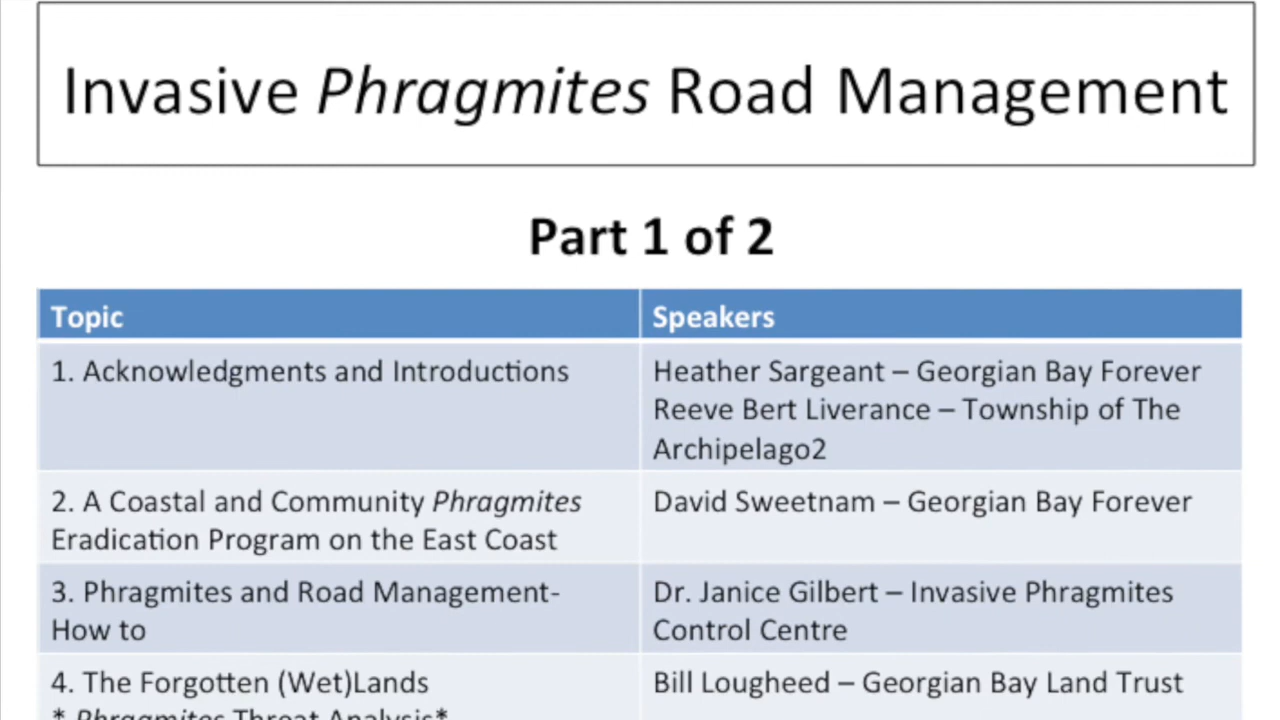 Invasive Phragmites Road Management
Part 1 of 2
Topic
Speakers
1. Acknowledgments and Introductions
Heather Sargeant – Georgian Bay Forever
Reeve Bert Liverance – Township of The
Archipelago2
2. A Coastal and Community Phragmites
Eradication Program on the East Coast
David Sweetnam – Georgian Bay Forever
3. Phragmites and Road Management-
How to
Dr. Janice Gilbert – Invasive Phragmites
Control Centre
4. The Forgotten (Wet)Lands
* Phragmites Threat Analysis*
Bill Lougheed – Georgian Bay Land Trust